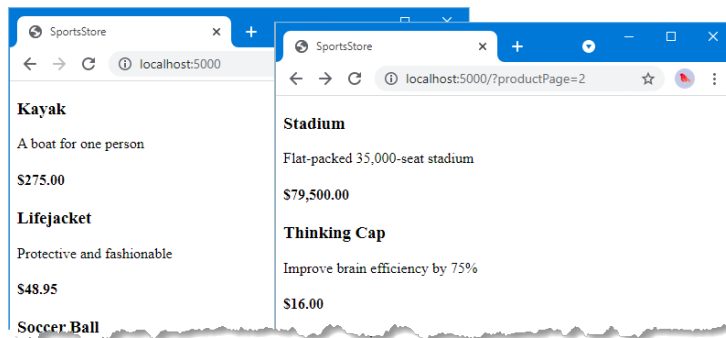 SportsStore
localhost:5000
Kayak
A boat for one person
$275.00
Lifejacket
Protective and fashionable
$48.95
Soccer Ball
SportsStore
localhost:5000/?productPage=2
Stadium
Flat-packed 35,000-seat stadium
$79,500.00
Thinking Cap
Improve brain efficiency by 75%
$16.00